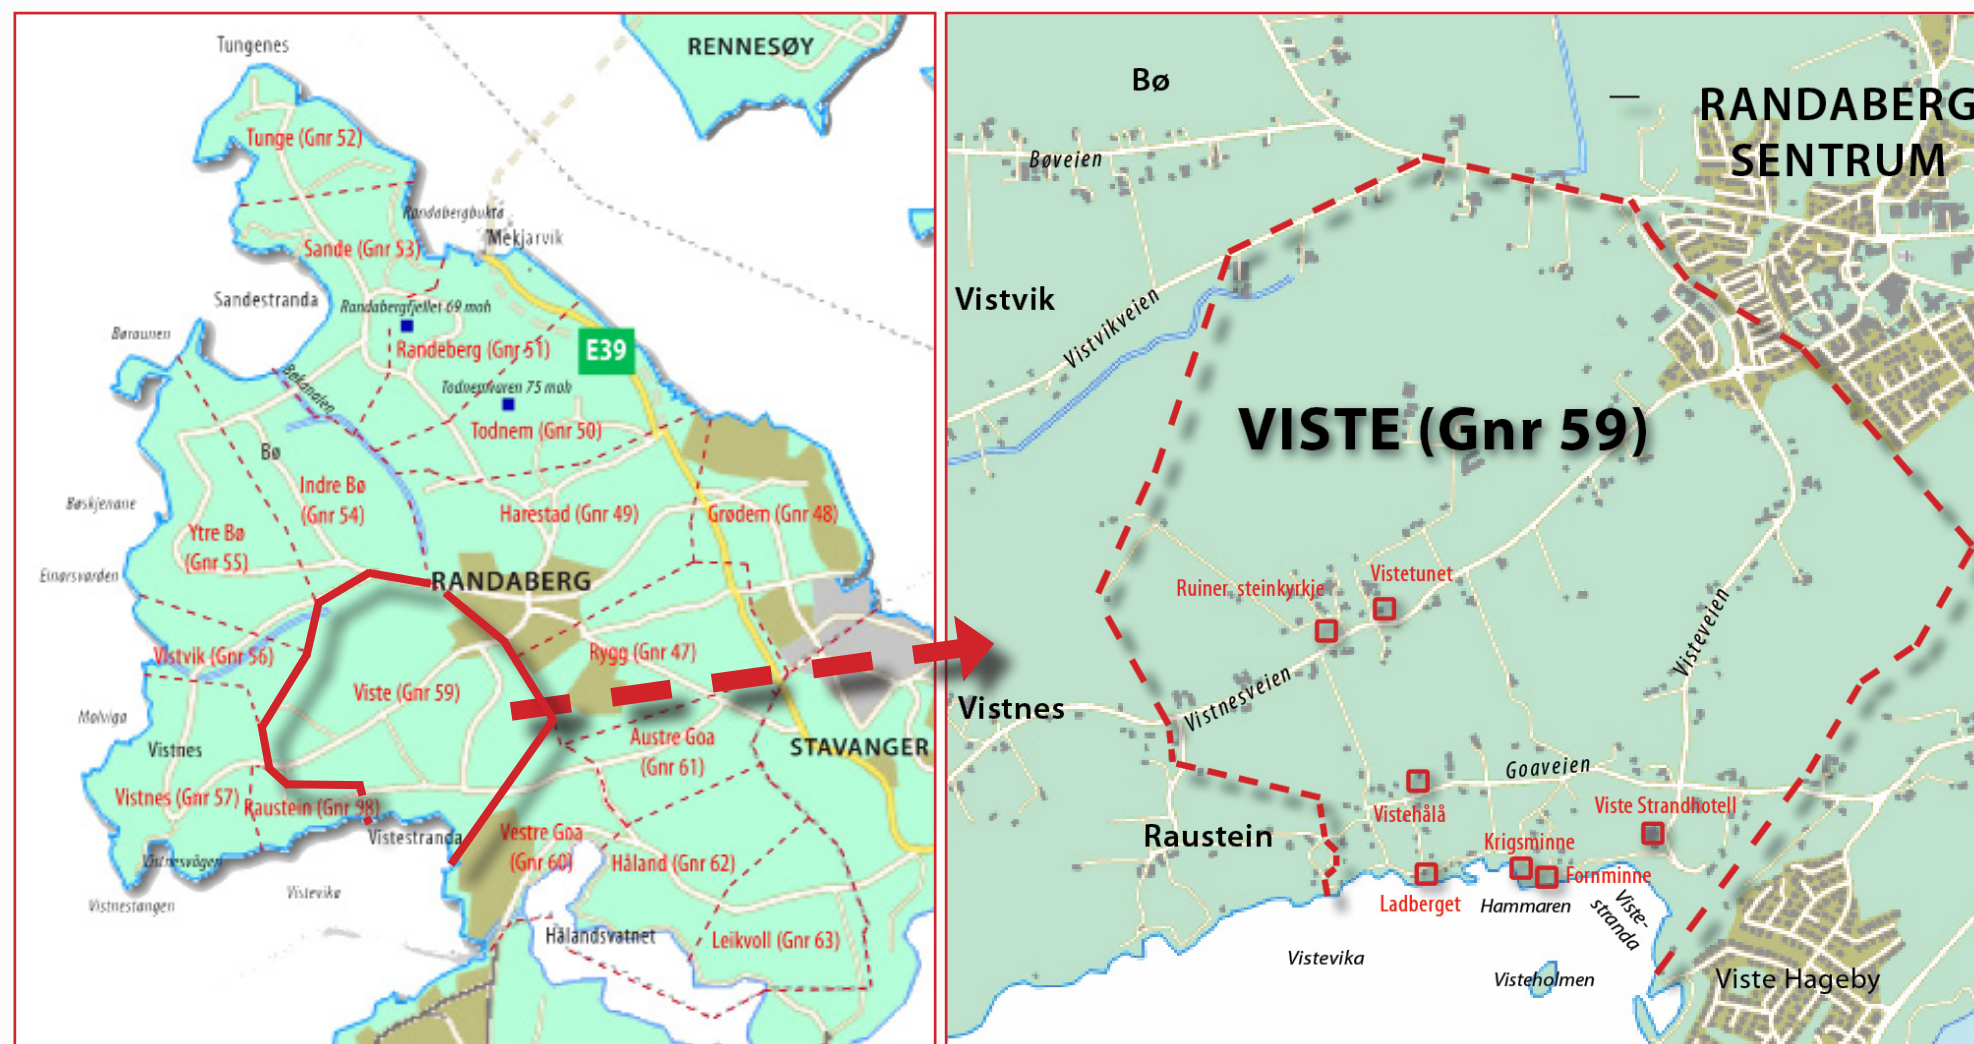 Tungenes
RENNESØY
Tunge (Gnr 52)
Randabergbukta
Mekjarvik
Sande (Gnr 53)
Sandestranda
Randabergfjellet 69 moh
Børaunen
Randeberg (Gnr 51)
E39
Bøkanalen
Todnemvaren 75 moh
Todnem (Gnr 50)
Bø
Indre Bø
(Gnr 54)
Bøskjenane
Harestad (Gnr 49)
Grødem (Gnr 48)
Ytre Bø
(Gnr 55)
Einarsvarden
RANDABERG
Vistvik (Gnr 56)
Rygg (Gnr 47)
Viste (Gnr 59)
Molviga
Vistnes
Austre Goa
(Gnr 61)
STAVANGER
Vistnes (Gnr 57)
Raustein (Gnr 98)
Vistestranda
Vestre Goa
(Gnr 60)
Håland (Gnr 62)
Vistnesvågen
Vistevika
Vistnestangen
Hålandsvatnet
Leikvoll (Gnr 63)
Bø
RANDABERG
SENTRUM
Bøveien
Vistvik
Vistvikveien
VISTE (Gnr 59)
Vistetunet
Ruiner, steinkyrkje
Visteveien
Vistnes
Vistnesveien
Goaveien
Vistehålå
Viste Strandhotell
Raustein
Krigsminne
Fornminne
Ladberget
Hammaren
Viste-
stranda
Vistevika
Visteholmen
Viste Hageby